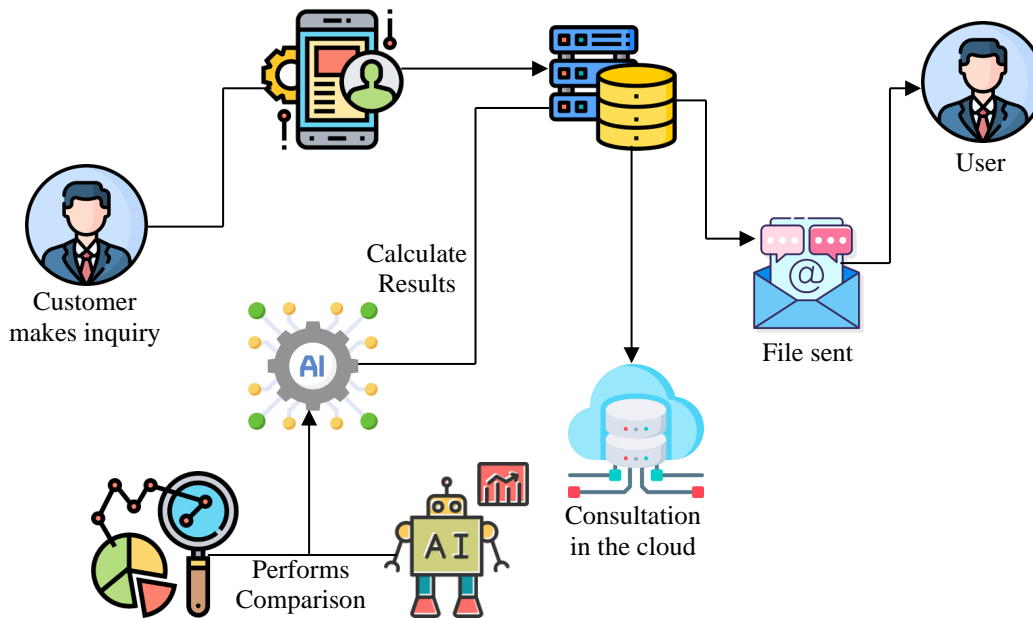 User
Customer
makes inquiry
Calculate
Results
@
File sent
AI
Consultation
in the cloud
AI
Performs
Comparison